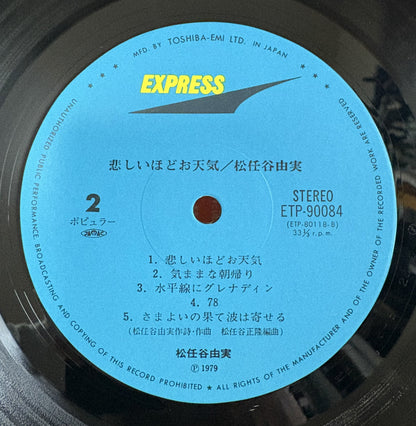 MFD. BY TOSHIBA-EMI LTD. IN JAPAN
EXPRESS
悲しいほどお天気／松任谷由実
2
ポピュラー
STEREO
ETP-90084
(ETP-80118-B)
33⅓ r.p.m.
1. 悲しいほどお天気
2. 気ままな朝帰り
3. 水平線にグレナディン
4. 78
5. さまよいの果て波は寄せる
(松任谷由実作詩・作曲 松任谷正隆編曲)
松任谷由実
Ⓟ 1979
UNAUTHORIZED PUBLIC PERFORMANCE, BROADCASTING AND COPYING OF THIS RECORD PROHIBITED ★ ALL RIGHTS OF THE MANUFACTURER AND OF THE OWNER OF THE RECORDED WORK ARE RESERVED